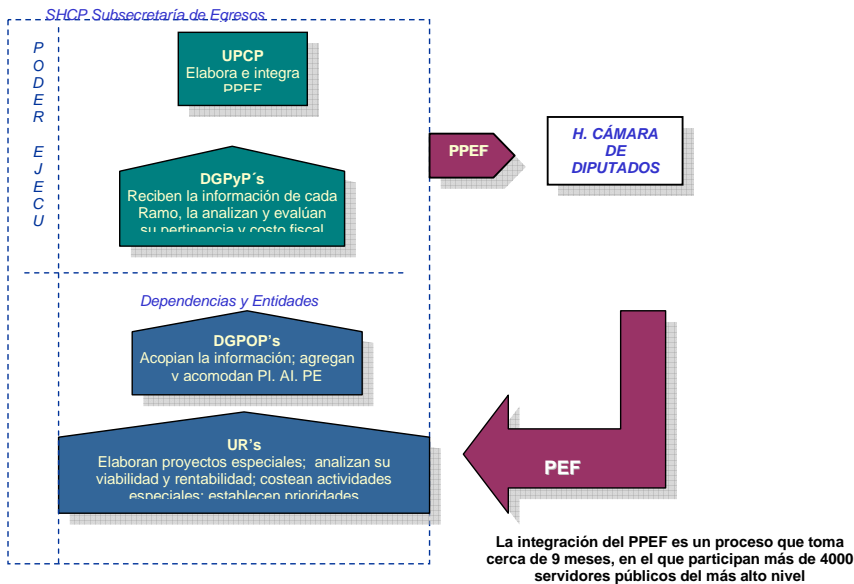 SHCP Subsecretaría de Egresos
PODER EJECU
UPCP
Elabora e integra
PPEF
DGPyP´s
Reciben la información de cada
Ramo, la analizan y evalúan
su pertinencia y costo fiscal
PPEF
H. CÁMARA
DE
DIPUTADOS
Dependencias y Entidades
DGPOP's
Acopian la información; agregan
y acomodan PI. AI. PE
UR's
Elaboran proyectos especiales; analizan su
viabilidad y rentabilidad; costean actividades
especiales; establecen prioridades
PEF
La integración del PPEF es un proceso que toma
cerca de 9 meses, en el que participan más de 4000
servidores públicos del más alto nivel